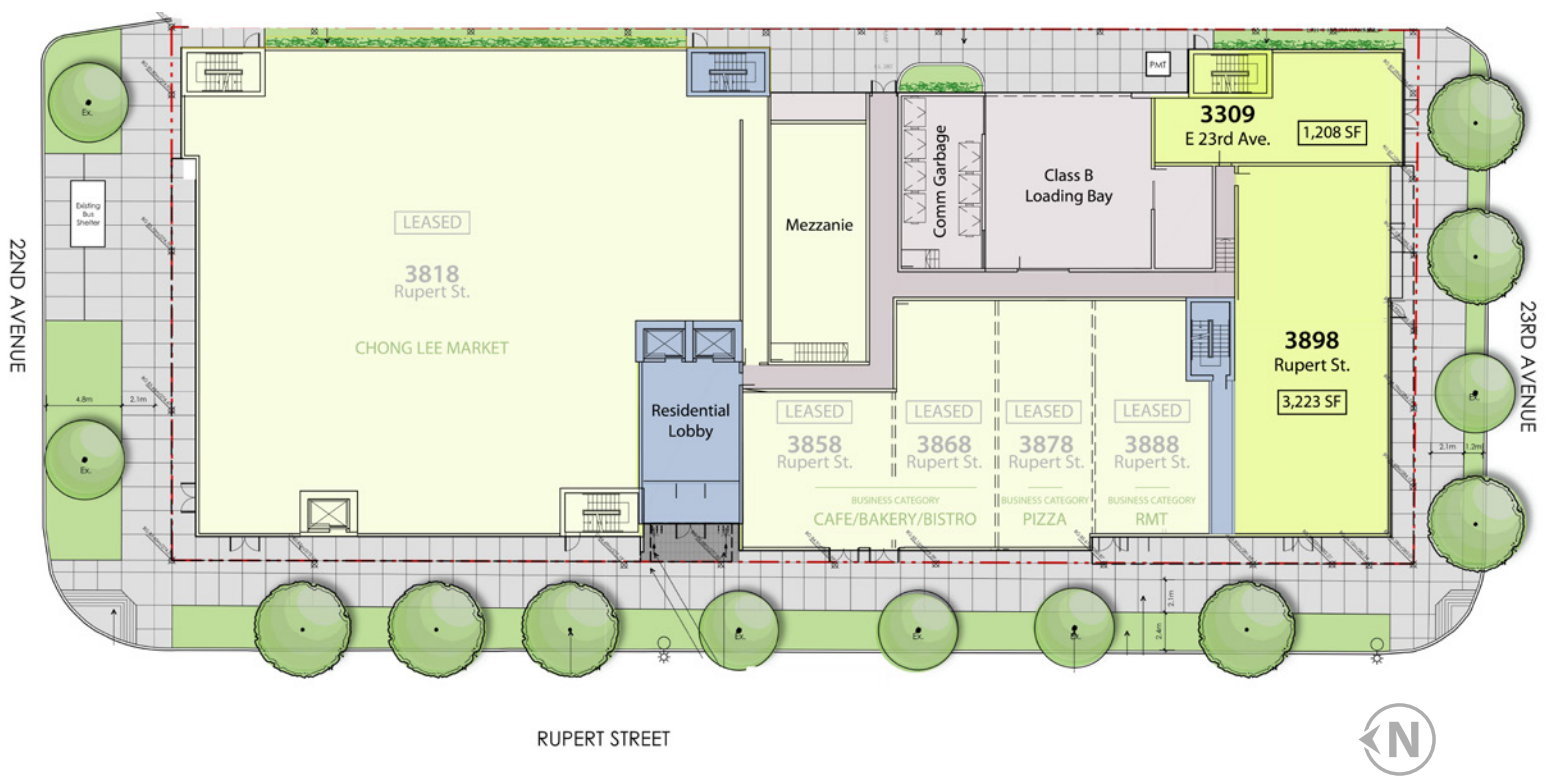 Ex.
PMT
3309
E 23rd Ave.
1,208 SF
Existing
Bus
Shelter
LEASED
3818
Rupert St.
CHONG LEE MARKET
Mezzanie
Comm Garbage
Class B
Loading Bay
22ND AVENUE
23RD AVENUE
3898
Rupert St.
3,223 SF
4.8m
2.1m
Ex.
Residential
Lobby
LEASED
3858
Rupert St.
LEASED
3868
Rupert St.
BUSINESS CATEGORY
CAFE/BAKERY/BISTRO
LEASED
3878
Rupert St.
BUSINESS CATEGORY
PIZZA
LEASED
3888
Rupert St.
BUSINESS CATEGORY
RMT
Ex.
2.1m
1.2m
Ex.
Ex.
Ex.
2.1m
2.4m
RUPERT STREET
N